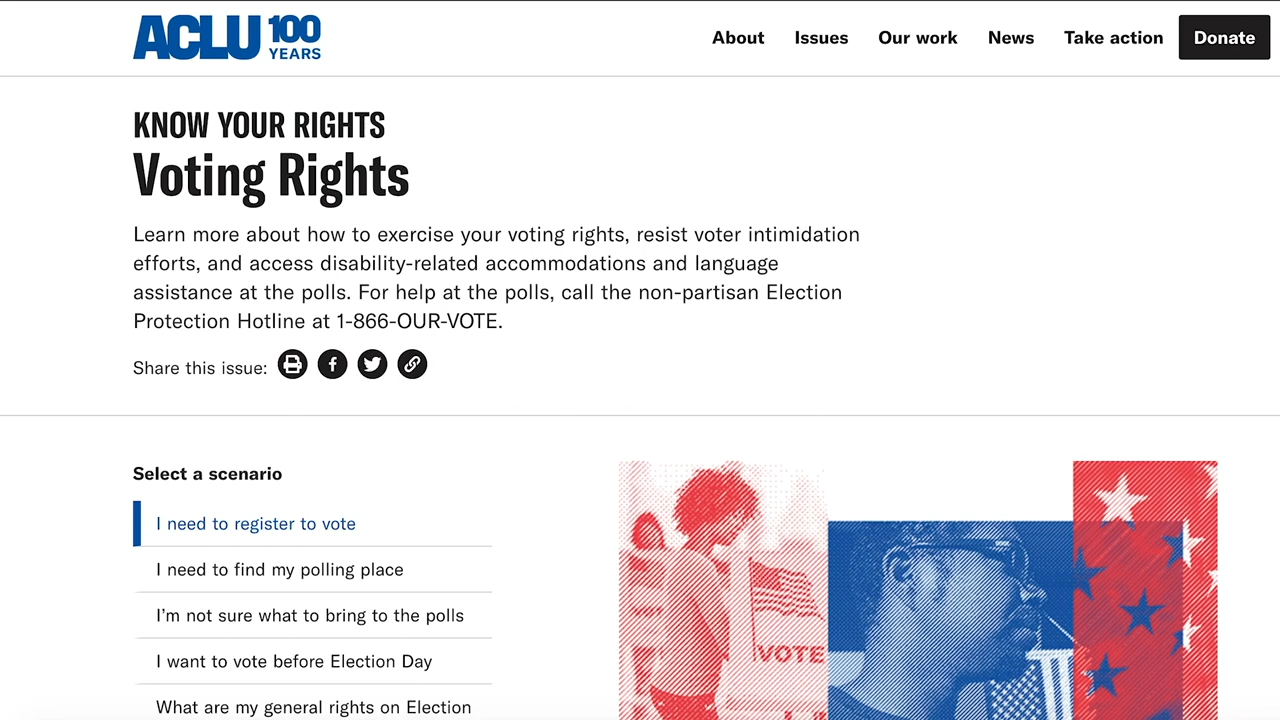 ACLU 100 YEARS
About Issues Our work News Take action Donate
KNOW YOUR RIGHTS
Voting Rights
Learn more about how to exercise your voting rights, resist voter intimidation
efforts, and access disability-related accommodations and language
assistance at the polls. For help at the polls, call the non-partisan Election
Protection Hotline at 1-866-OUR-VOTE.
Share this issue:
Select a scenario
I need to register to vote
I need to find my polling place
I'm not sure what to bring to the polls
I want to vote before Election Day
What are my general rights on Election
VOTE